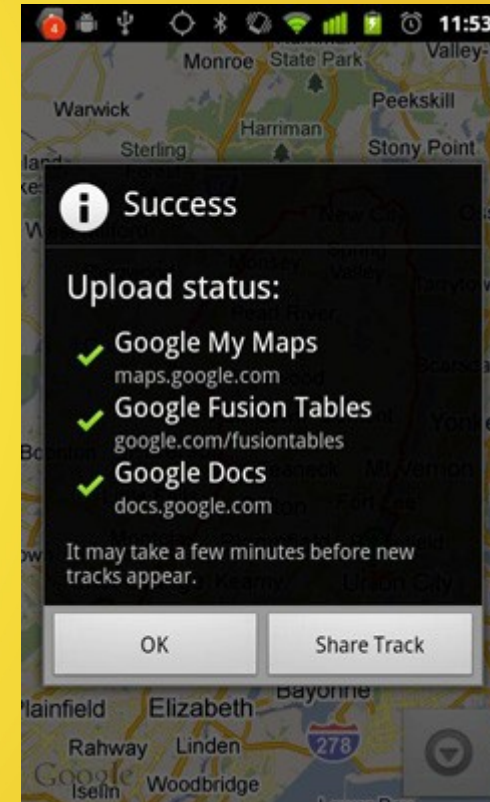 4
11:53
Monroe
State Park
Valley-
Warwick
Harriman
Peekskill
Sterling
Stony Point
Success
Upload status:
Google My Maps
maps.google.com
Google Fusion Tables
google.com/fusiontables
Google Docs
docs.google.com
It may take a few minutes before new
tracks appear.
OK
Share Track
Bayonne
Plainfield
Elizabeth
Rahway
Linden
278
Google
Iselin
Woodbridge